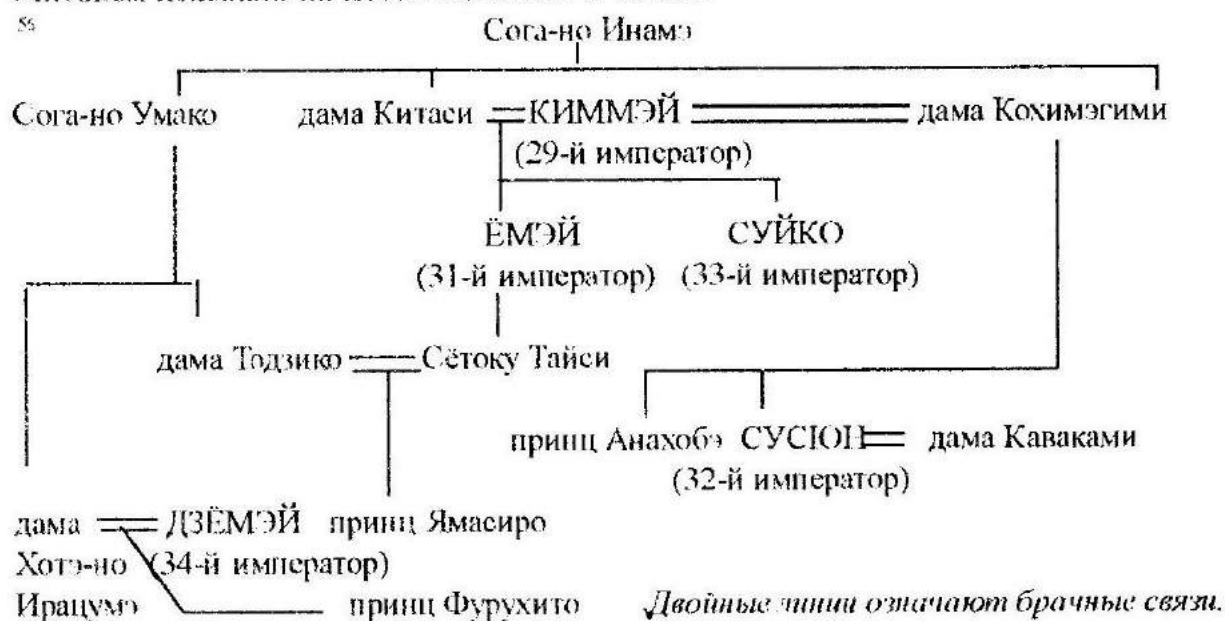 56
Сога-но Инамэ
Сога-но Умако дама Китаси КИММЭЙ дама Кохимэгими
(29-й император)
ЁМЭЙ СУЙКО
(31-й император) (33-й император)
дама Тодзико Сётоку Тайси
принц Анахобэ СУСЮН дама Каваками
(32-й император)
дама ДЗЁМЭЙ принц Ямасиро
Хотэ-но (34-й император)
Ирацумэ принц Фурухито Двойные линии означают брачные связи.